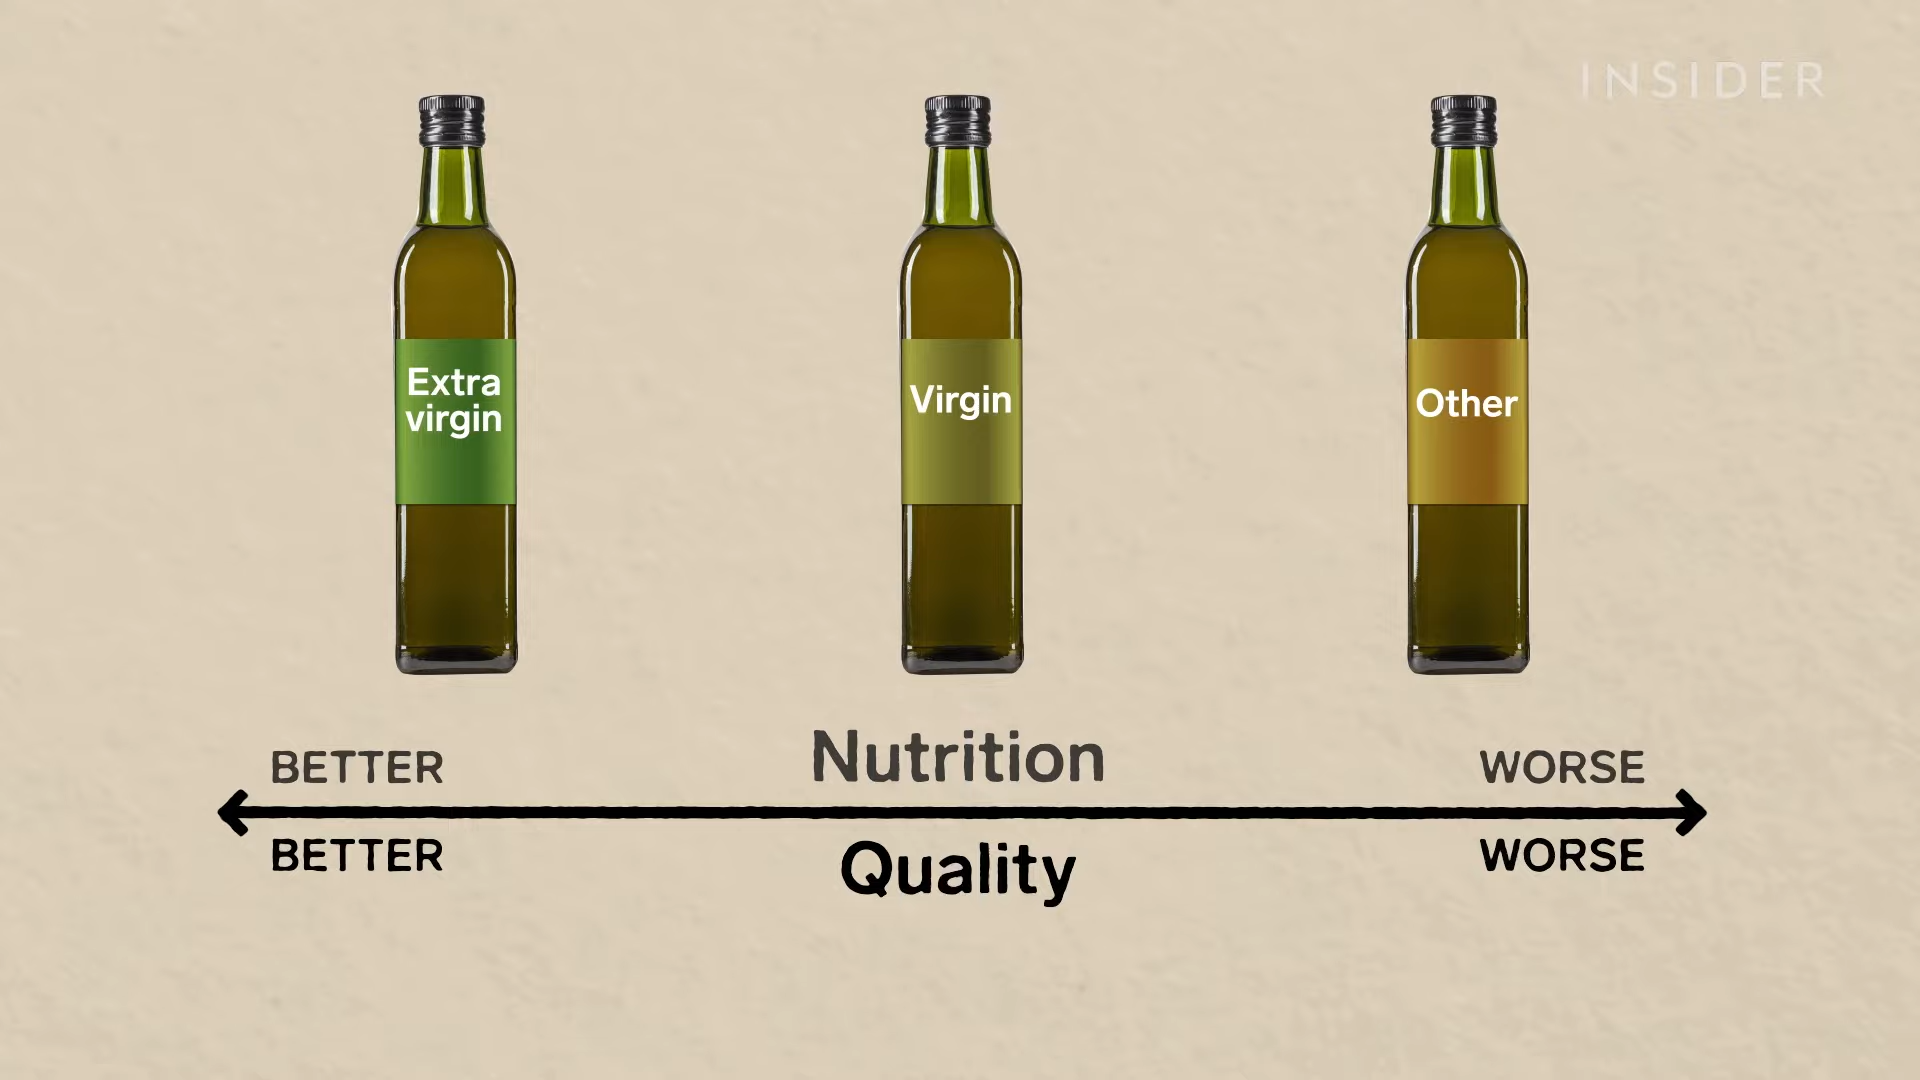 INSIDER
Extra
virgin
Virgin
Other
BETTER
Nutrition
WORSE
BETTER
Quality
WORSE